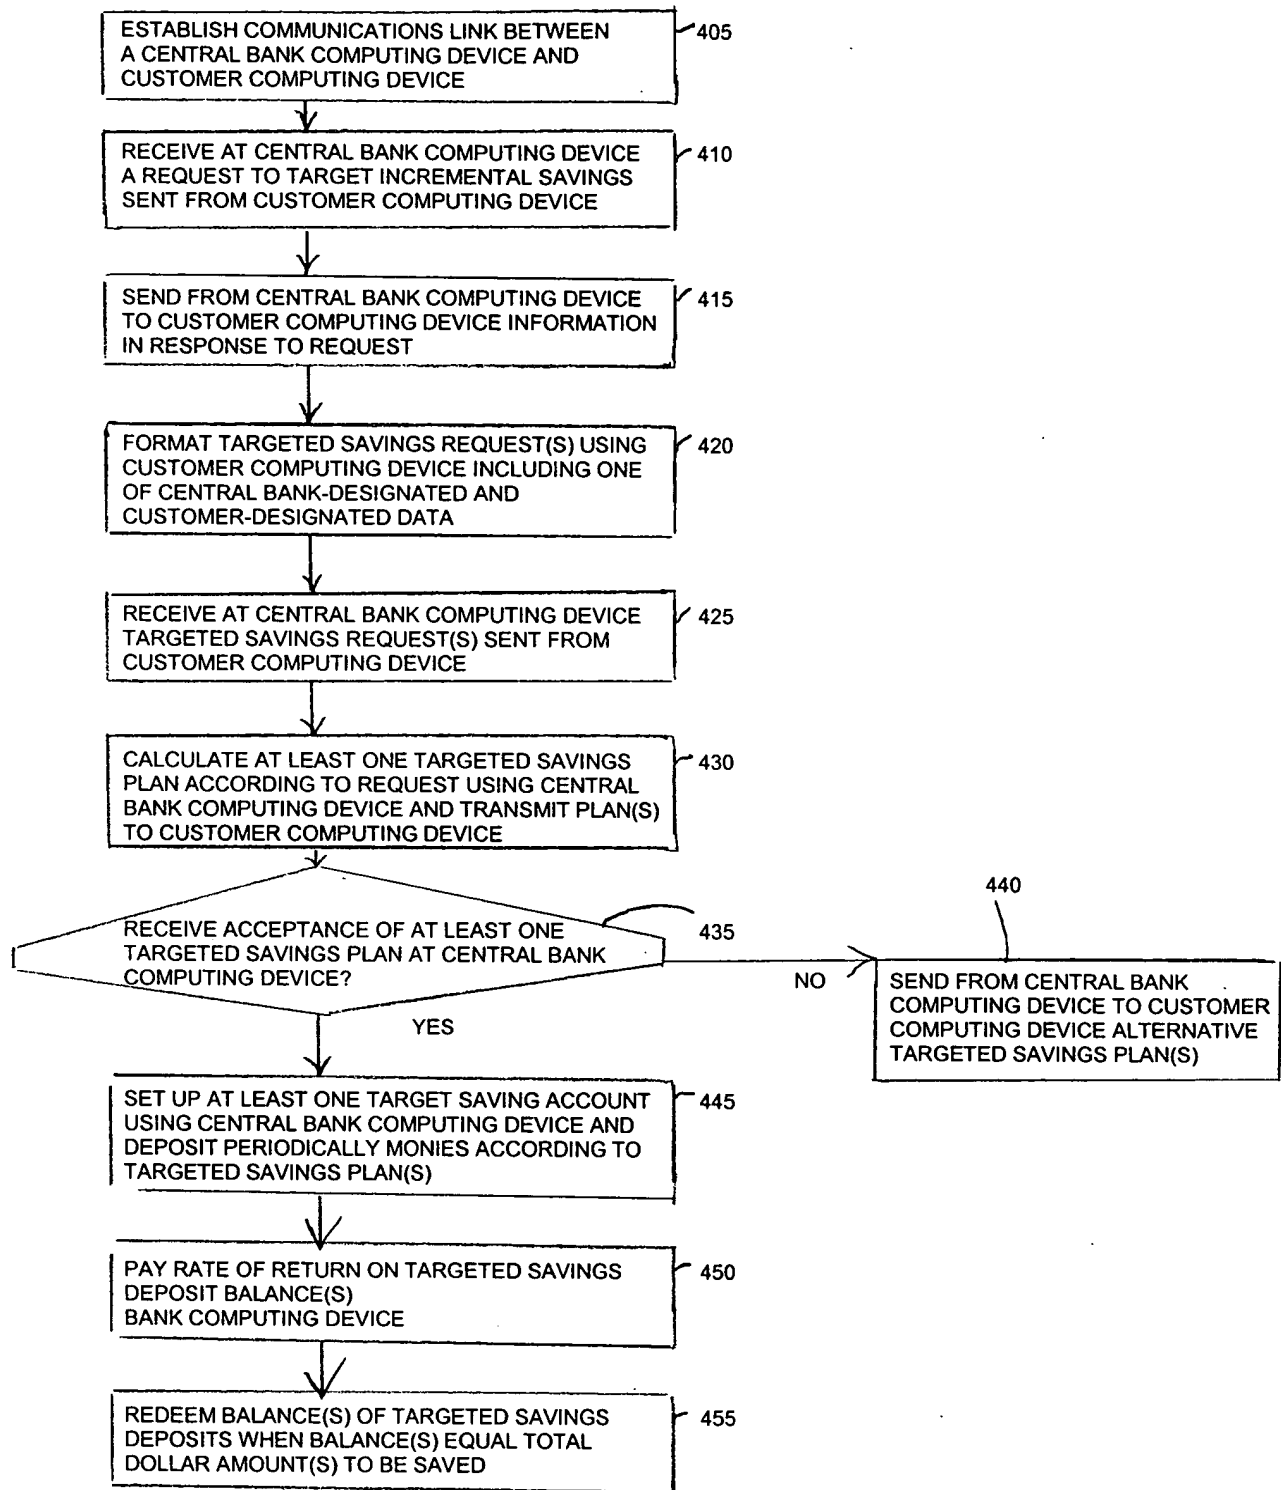 ESTABLISH COMMUNICATIONS LINK BETWEEN
A CENTRAL BANK COMPUTING DEVICE AND
CUSTOMER COMPUTING DEVICE
405
RECEIVE AT CENTRAL BANK COMPUTING DEVICE
A REQUEST TO TARGET INCREMENTAL SAVINGS
SENT FROM CUSTOMER COMPUTING DEVICE
410
SEND FROM CENTRAL BANK COMPUTING DEVICE
TO CUSTOMER COMPUTING DEVICE INFORMATION
IN RESPONSE TO REQUEST
415
FORMAT TARGETED SAVINGS REQUEST(S) USING
CUSTOMER COMPUTING DEVICE INCLUDING ONE
OF CENTRAL BANK-DESIGNATED AND
CUSTOMER-DESIGNATED DATA
420
RECEIVE AT CENTRAL BANK COMPUTING DEVICE
TARGETED SAVINGS REQUEST(S) SENT FROM
CUSTOMER COMPUTING DEVICE
425
CALCULATE AT LEAST ONE TARGETED SAVINGS
PLAN ACCORDING TO REQUEST USING CENTRAL
BANK COMPUTING DEVICE AND TRANSMIT PLAN(S)
TO CUSTOMER COMPUTING DEVICE
430
RECEIVE ACCEPTANCE OF AT LEAST ONE
TARGETED SAVINGS PLAN AT CENTRAL BANK
COMPUTING DEVICE?
435
NO
440
SEND FROM CENTRAL BANK
COMPUTING DEVICE TO CUSTOMER
COMPUTING DEVICE ALTERNATIVE
TARGETED SAVINGS PLAN(S)
YES
SET UP AT LEAST ONE TARGET SAVING ACCOUNT
USING CENTRAL BANK COMPUTING DEVICE AND
DEPOSIT PERIODICALLY MONIES ACCORDING TO
TARGETED SAVINGS PLAN(S)
445
PAY RATE OF RETURN ON TARGETED SAVINGS
DEPOSIT BALANCE(S)
BANK COMPUTING DEVICE
450
REDEEM BALANCE(S) OF TARGETED SAVINGS
DEPOSITS WHEN BALANCE(S) EQUAL TOTAL
DOLLAR AMOUNT(S) TO BE SAVED
455